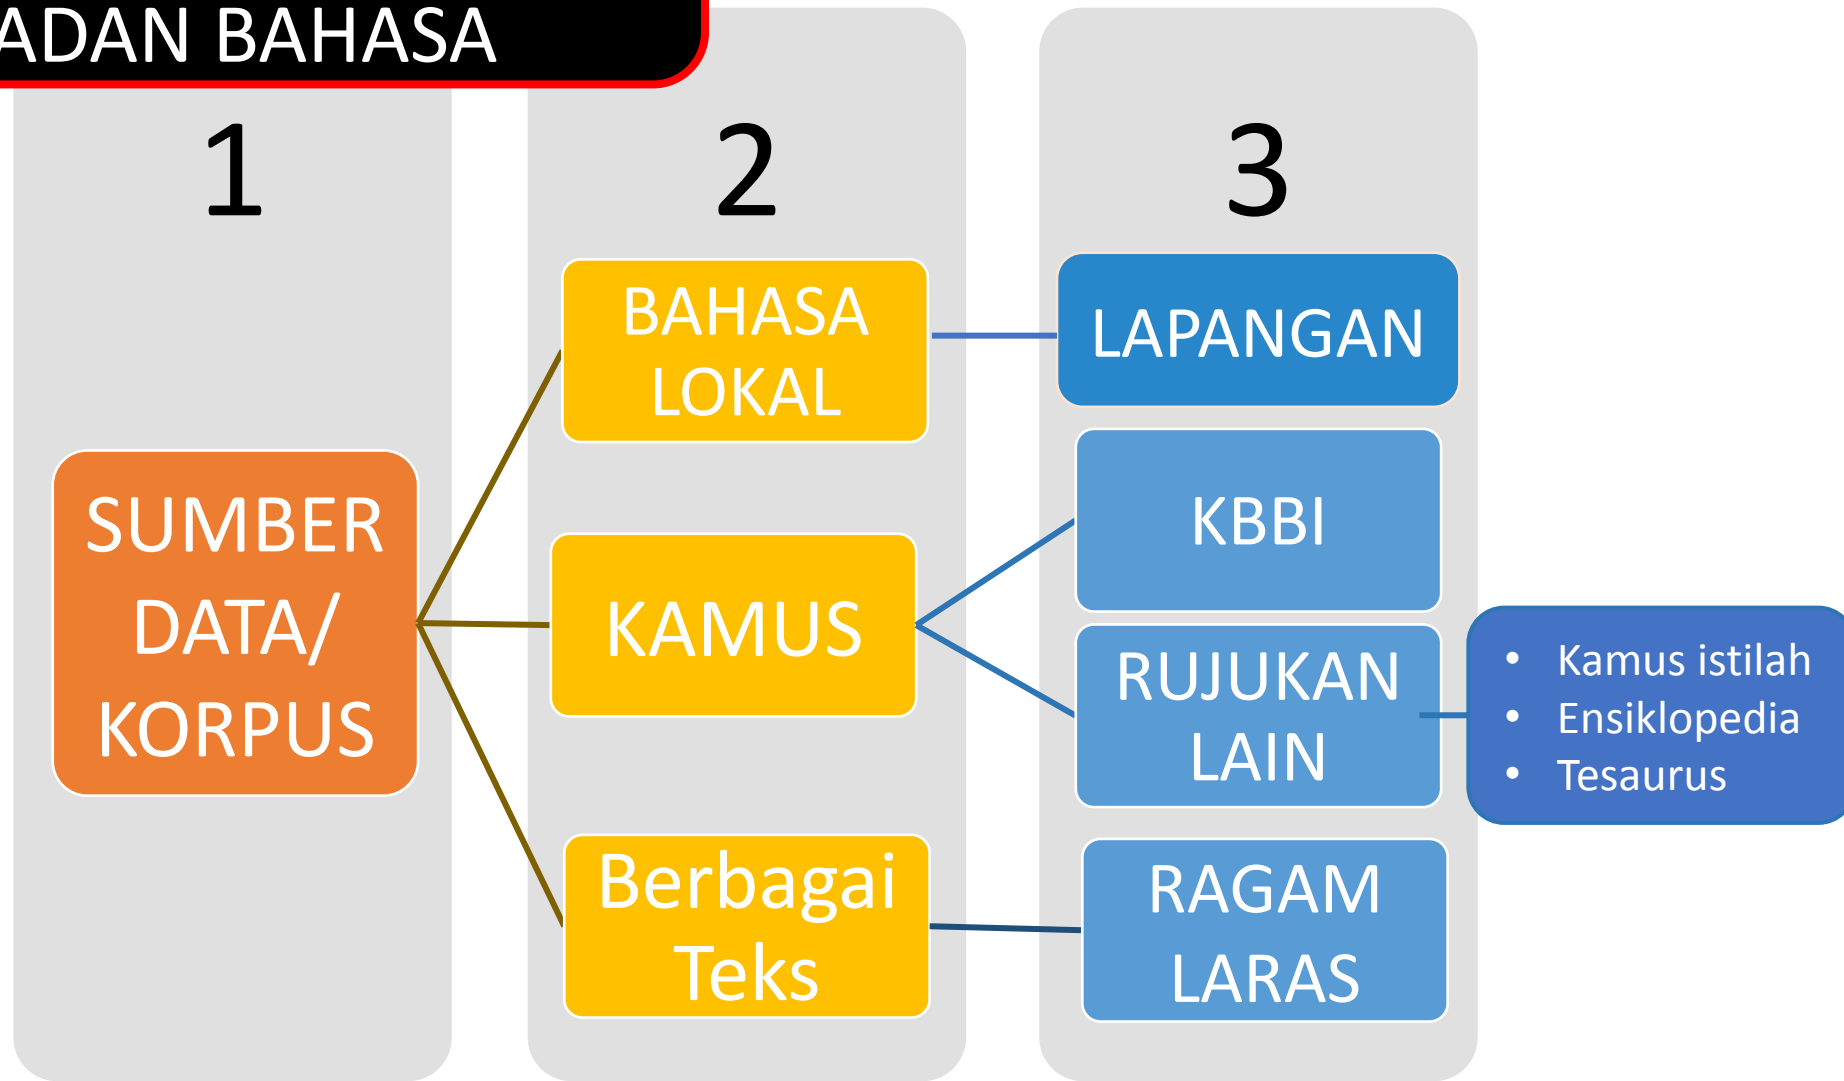 ADAN BAHASA
1
2
3
BAHASA
LOKAL
LAPANGAN
SUMBER
DATA/
KORPUS
KAMUS
KBBI
RUJUKAN
LAIN
• Kamus istilah
• Ensiklopedia
• Tesaurus
Berbagai
Teks
RAGAM
LARAS